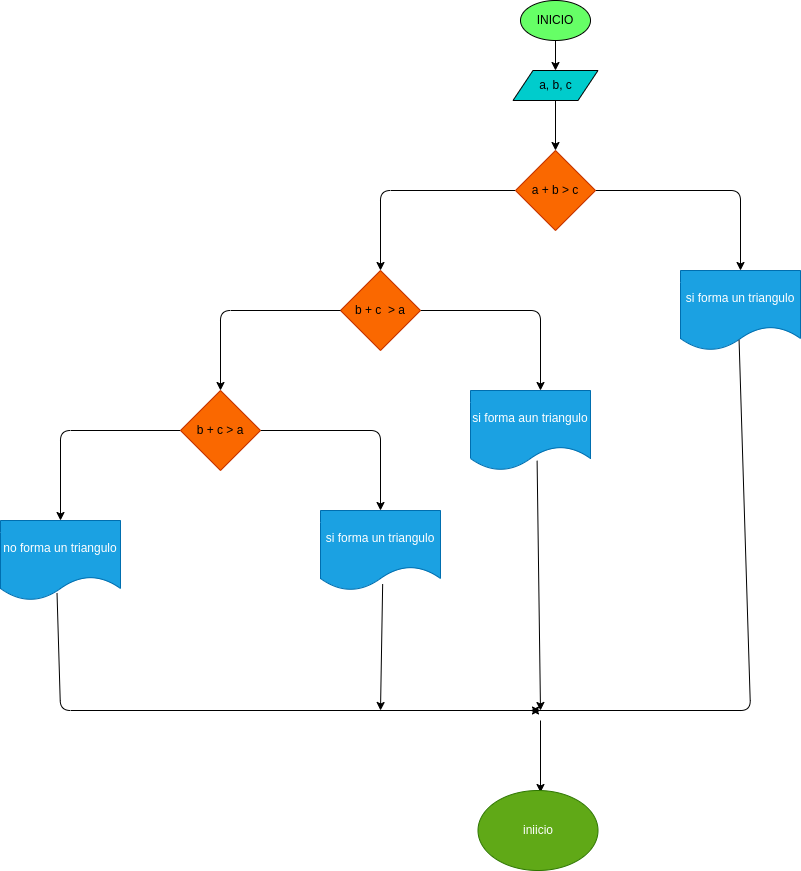 INICIO
a, b, c
a + b > c
si forma un triangulo
b + c  > a
si forma aun triangulo
b + c > a
si forma un triangulo
no forma un triangulo
iniicio